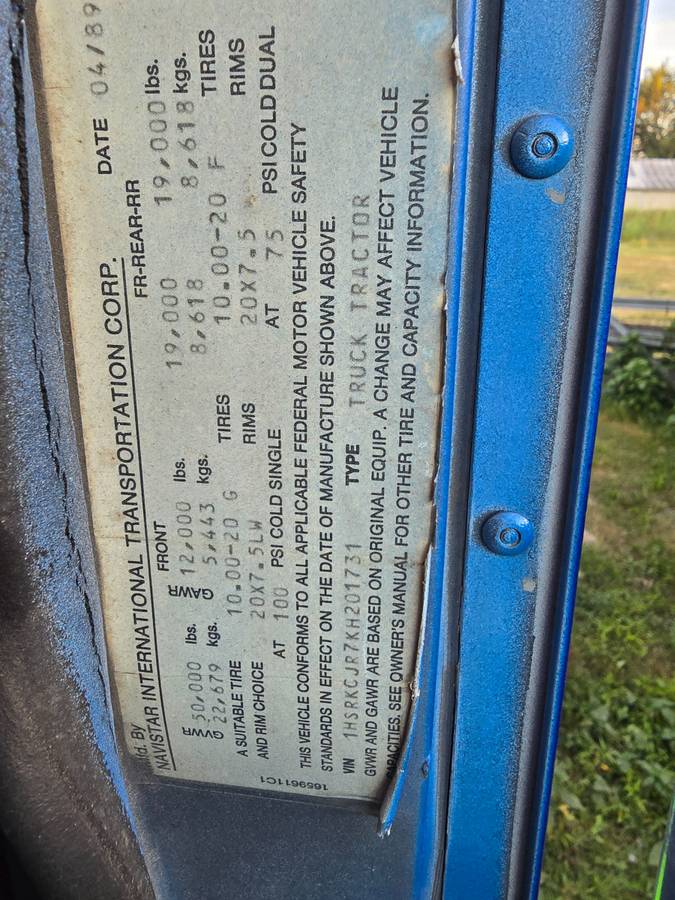 Mfd. By
NAVISTAR INTERNATIONAL TRANSPORTATION CORP. DATE 04/89
FRONT FR-REAR-RR
GVWR 50,000 lbs. GAWR 12,000 lbs. 19,000 19,000 lbs.
22,679 kgs. 5,443 kgs. 8,618 8,618 kgs.
A SUITABLE TIRE 10.00-20 G TIRES 10.00-20 F TIRES
AND RIM CHOICE 20X7.5LW RIMS 20X7.5 RIMS
AT 100 PSI COLD SINGLE AT 75 PSI COLD DUAL
THIS VEHICLE CONFORMS TO ALL APPLICABLE FEDERAL MOTOR VEHICLE SAFETY
STANDARDS IN EFFECT ON THE DATE OF MANUFACTURE SHOWN ABOVE.
VIN 1HSRKCJR7KH201731 TYPE TRUCK TRACTOR
GVWR AND GAWR ARE BASED ON ORIGINAL EQUIP. A CHANGE MAY AFFECT VEHICLE
CAPACITIES. SEE OWNER'S MANUAL FOR OTHER TIRE AND CAPACITY INFORMATION.
1659611C1